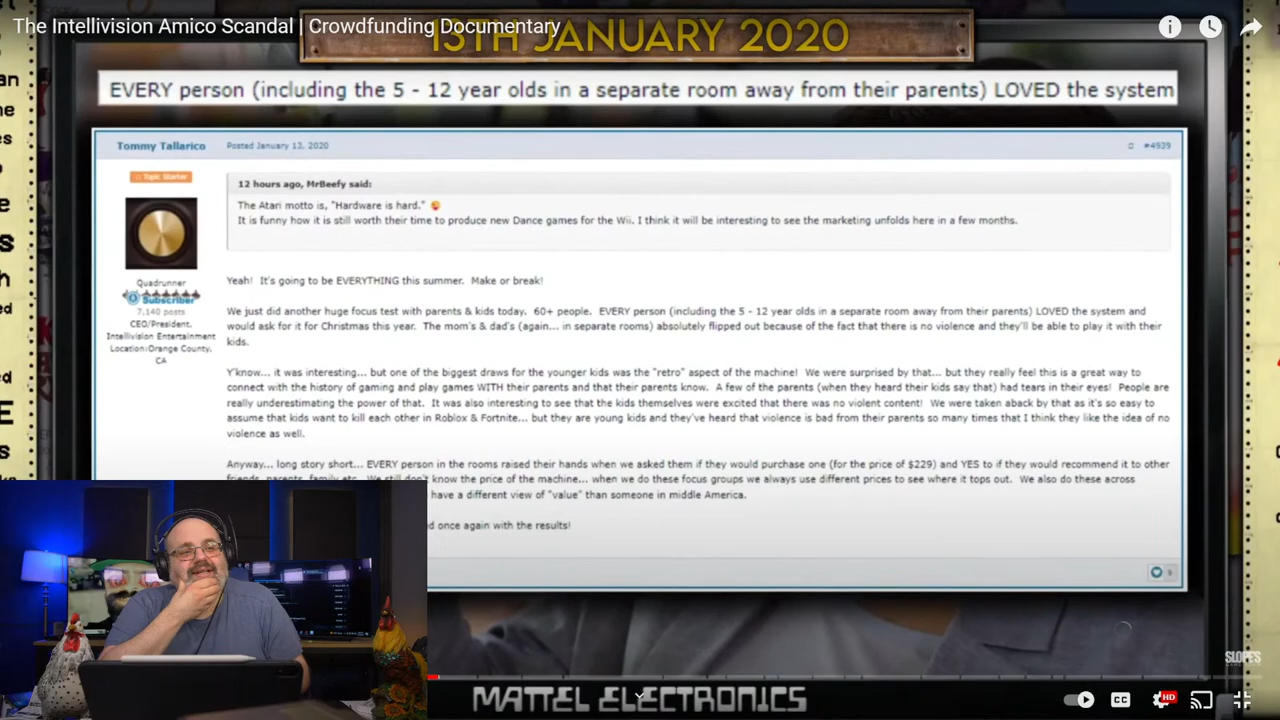 The Intellivision Amico Scandal | Crowdfunding Documentary
13TH JANUARY 2020
EVERY person (including the 5 - 12 year olds in a separate room away from their parents) LOVED the system
Tommy Tallarico
Posted January 13, 2020
#4939
Topic Starter
12 hours ago, MrBeefy said:
The Atari motto is, "Hardware is hard."
It is funny how it is still worth their time to produce new Dance games for the Wii. I think it will be interesting to see the marketing unfolds here in a few months.
Quadrunner
Subscriber
7,140 posts
CEO/President,
Intellivision Entertainment
Location:Orange County,
CA
Yeah!  It's going to be EVERYTHING this summer.  Make or break!
We just did another huge focus test with parents & kids today.  60+ people.  EVERY person (including the 5 - 12 year olds in a separate room away from their parents) LOVED the system and
would ask for it for Christmas this year.  The mom's & dad's (again... in separate rooms) absolutely flipped out because of the fact that there is no violence and they'll be able to play it with their
kids.
Y'know... it was interesting... but one of the biggest draws for the younger kids was the "retro" aspect of the machine!  We were surprised by that... but they really feel this is a great way to
connect with the history of gaming and play games WITH their parents and that their parents know.  A few of the parents (when they heard their kids say that) had tears in their eyes!  People are
really underestimating the power of that.  It was also interesting to see that the kids themselves were excited that there was no violent content!  We were taken aback by that as it's so easy to
assume that kids want to kill each other in Roblox & Fortnite... but they are young kids and they've heard that violence is bad from their parents so many times that I think they like the idea of no
violence as well.
Anyway... long story short... EVERY person in the rooms raised their hands when we asked them if they would purchase one (for the price of $229) and YES to if they would recommend it to other
friends, parents, family etc.  We still don't know the price of the machine... when we do these focus groups we always use different prices to see where it tops out.  We also do these across
have a different view of "value" than someone in middle America.
d once again with the results!
9
SLOPES
MATTEL ELECTRONICS
CC
HD